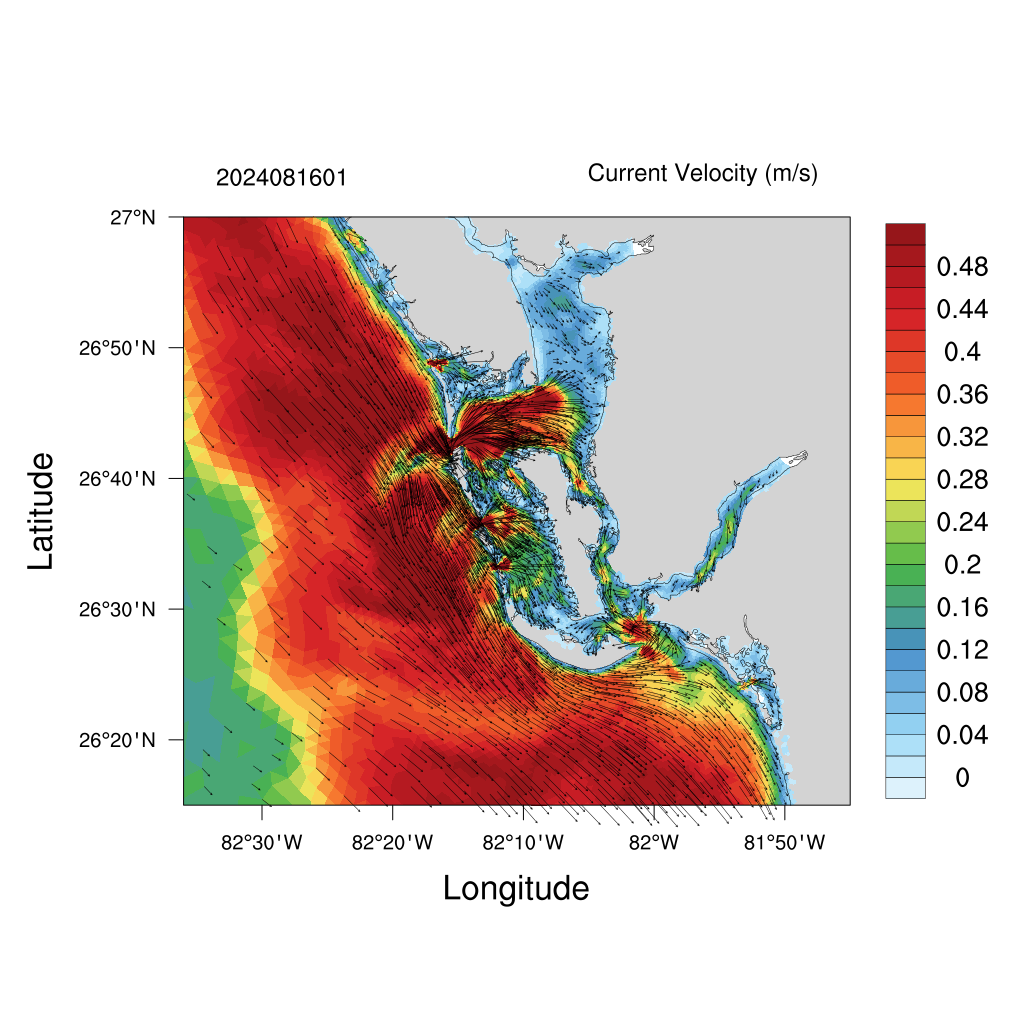 2024081601
Current Velocity (m/s)
27°N
26°50'N
26°40'N
26°30'N
26°20'N
Latitude
82°30'W
82°20'W
82°10'W
82°W
81°50'W
Longitude
0.48
0.44
0.4
0.36
0.32
0.28
0.24
0.2
0.16
0.12
0.08
0.04
0